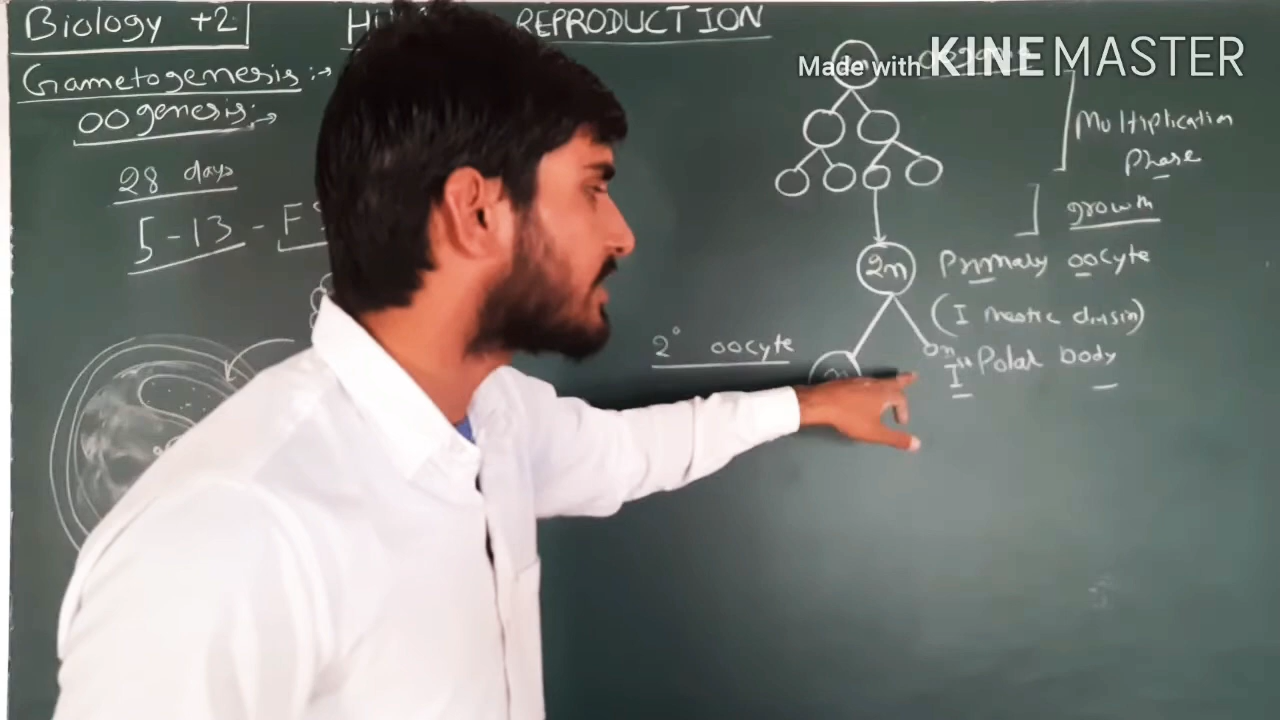 Biology +2
REPRODUCTION
Made with KINEMASTER
Gametogenesis :→
OOgenesis :→
28 days
5-13 - FS
Multiplication
Phase
growth
2n Primary oocyte
(I meotic division)
2° oocyte
n Ist Polar body